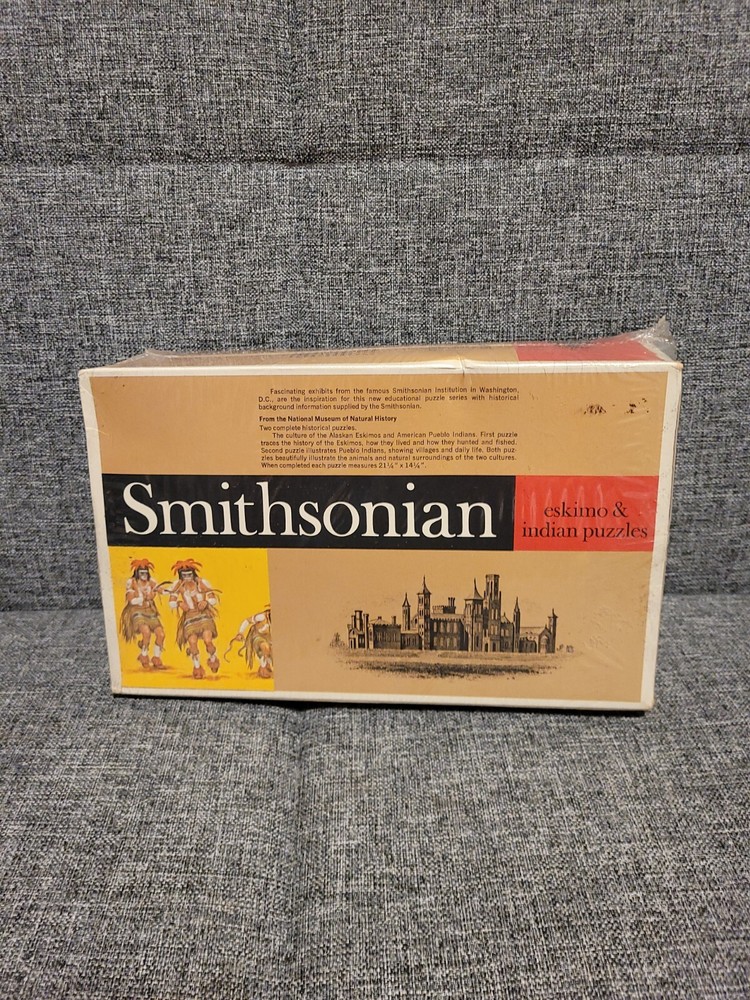 Fascinating exhibits from the famous Smithsonian Institution in Washington,
D.C., are the inspiration for this new educational puzzle series with historical
background information supplied by the Smithsonian.
From the National Museum of Natural History
Two complete historical puzzles.
The culture of the Alaskan Eskimos and American Pueblo Indians. First puzzle
traces the history of the Eskimos, how they lived and how they hunted and fished.
Second puzzle illustrates Pueblo Indians, showing villages and daily life. Both puz-
zles beautifully illustrate the animals and natural surroundings of the two cultures.
When completed each puzzle measures 21¼" x 14¼".
Smithsonian
eskimo &
indian puzzles